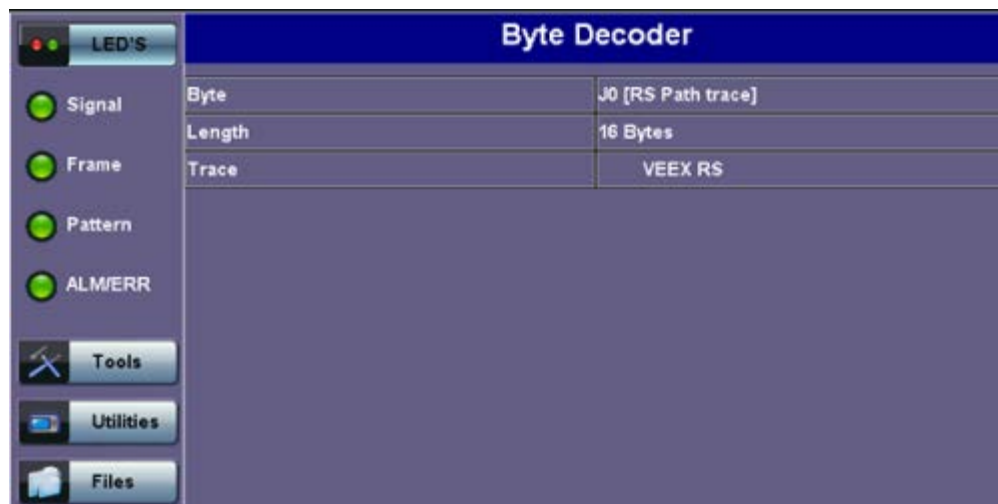 LED'S
Byte Decoder
Signal
Byte
J0 [RS Path trace]
Length
16 Bytes
Frame
Trace
VEEX RS
Pattern
ALM/ERR
Tools
Utilities
Files